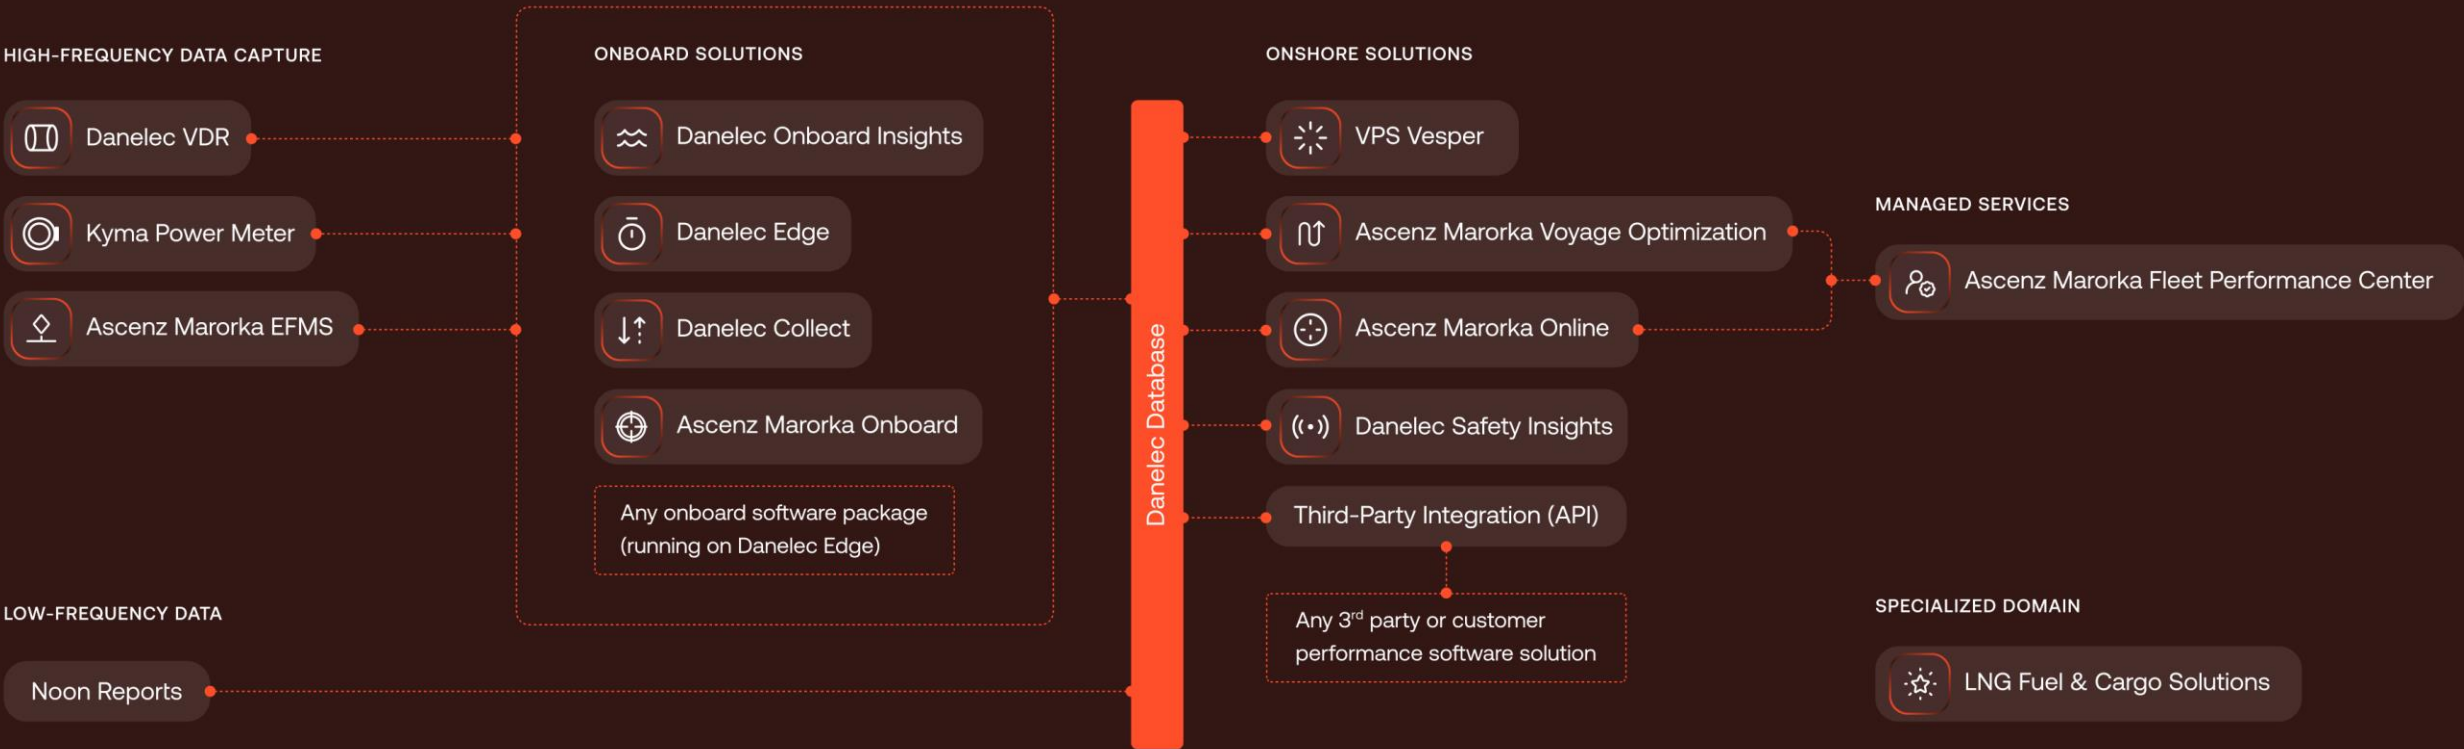 HIGH-FREQUENCY DATA CAPTURE
Danelec VDR
Kyma Power Meter
Ascenz Marorka EFMS
LOW-FREQUENCY DATA
Noon Reports
ONBOARD SOLUTIONS
Danelec Onboard Insights
Danelec Edge
Danelec Collect
Ascenz Marorka Onboard
Any onboard software package
(running on Danelec Edge)
Danelec Database
ONSHORE SOLUTIONS
VPS Vesper
Ascenz Marorka Voyage Optimization
Ascenz Marorka Online
Danelec Safety Insights
Third-Party Integration (API)
Any 3rd party or customer
performance software solution
MANAGED SERVICES
Ascenz Marorka Fleet Performance Center
SPECIALIZED DOMAIN
LNG Fuel & Cargo Solutions